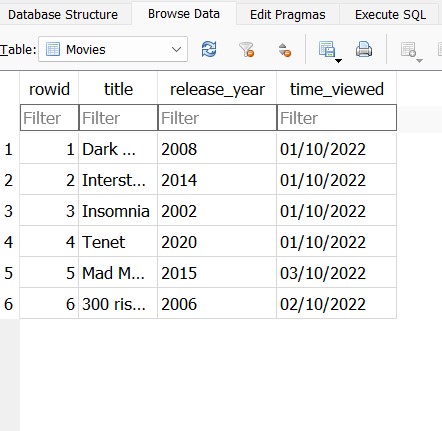 Database Structure Browse Data Edit Pragmas Execute SQL
Table: Movies
rowid title release_year time_viewed
Filter Filter Filter Filter
1 1 Dark ... 2008 01/10/2022
2 2 Interst... 2014 01/10/2022
3 3 Insomnia 2002 01/10/2022
4 4 Tenet 2020 01/10/2022
5 5 Mad M... 2015 03/10/2022
6 6 300 ris... 2006 02/10/2022